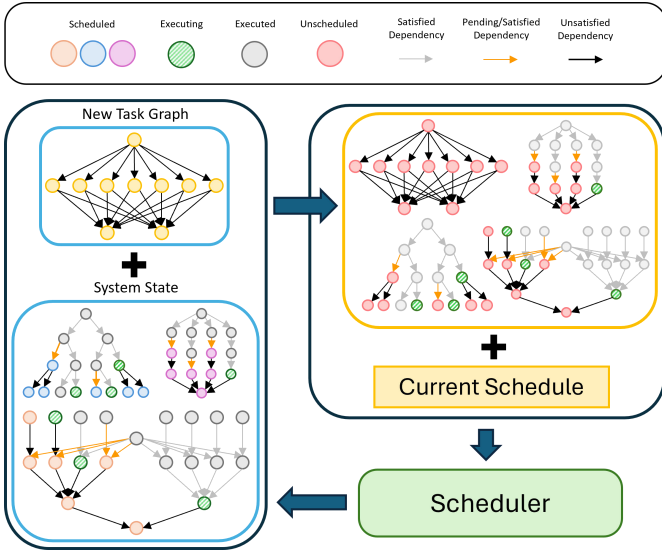 Scheduled
Executing
Executed
Unscheduled
Satisfied
Dependency
Pending/Satisfied
Dependency
Unsatisfied
Dependency
New Task Graph
System State
Current Schedule
Scheduler